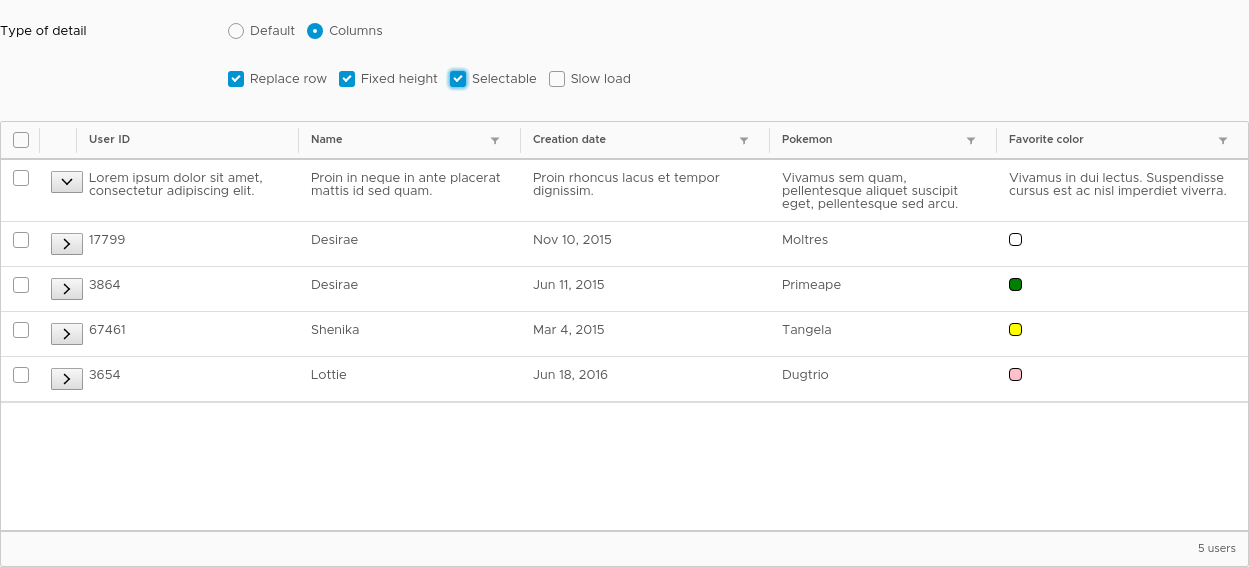 Type of detail Default Columns
Replace row Fixed height Selectable Slow load
User ID Name Creation date Pokemon Favorite color
Lorem ipsum dolor sit amet, Proin in neque in ante placerat Proin rhoncus lacus et tempor Vivamus sem quam, Vivamus in dui lectus. Suspendisse
consectetur adipiscing elit. mattis id sed quam. dignissim. pellentesque aliquet suscipit cursus est ac nisl imperdiet viverra.
eget, pellentesque sed arcu.
17799 Desirae Nov 10, 2015 Moltres
3864 Desirae Jun 11, 2015 Primeape
67461 Shenika Mar 4, 2015 Tangela
3654 Lottie Jun 18, 2016 Dugtrio
5 users